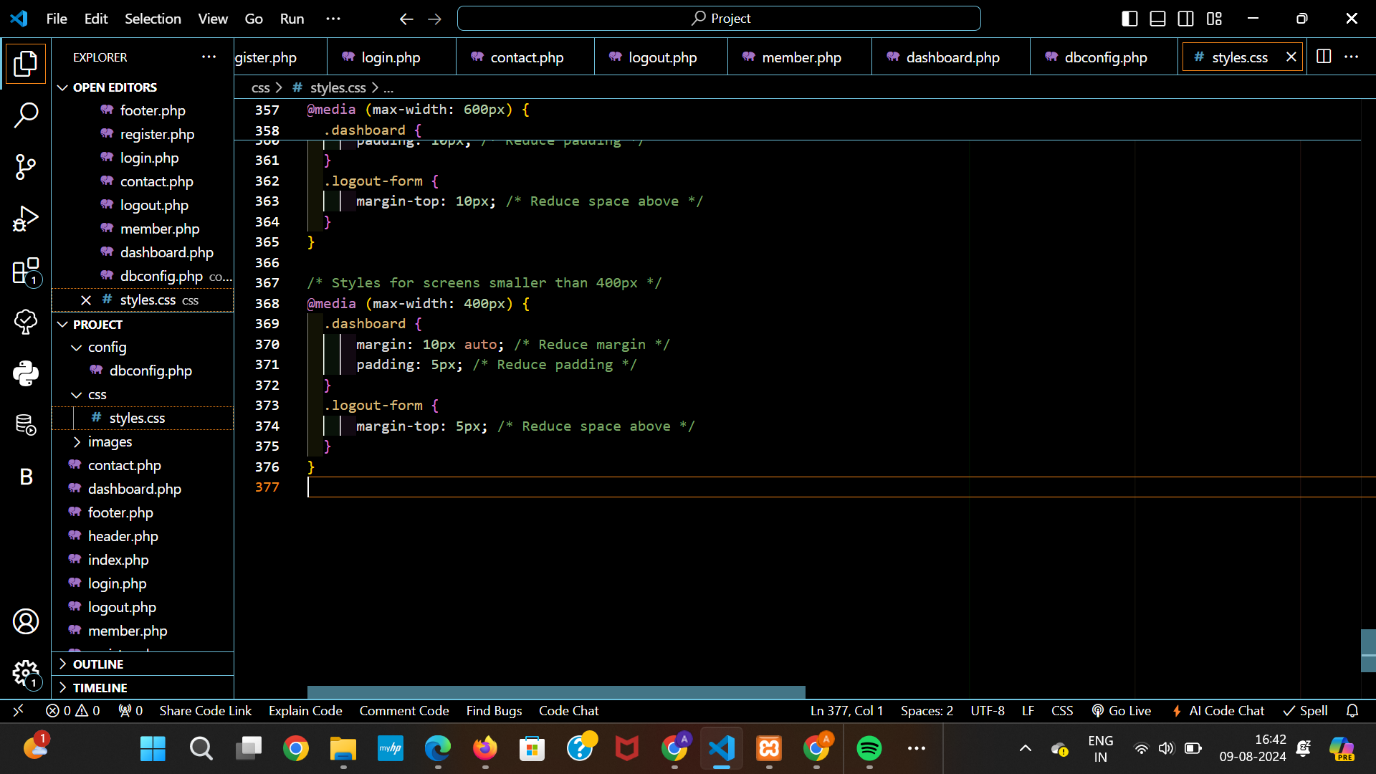 File Edit Selection View Go Run ··· Project
EXPLORER ···
OPEN EDITORS
footer.php
register.php
login.php
contact.php
logout.php
member.php
dashboard.php
dbconfig.php co...
styles.css css
PROJECT
config
dbconfig.php
css
styles.css
images
contact.php
dashboard.php
footer.php
header.php
index.php
login.php
logout.php
member.php
OUTLINE
TIMELINE
gister.php login.php contact.php logout.php member.php dashboard.php dbconfig.php # styles.css
css > # styles.css > ...
357 @media (max-width: 600px) {
358 .dashboard {
360 padding: 10px; /* Reduce padding */
361 }
362 .logout-form {
363 margin-top: 10px; /* Reduce space above */
364 }
365 }
366
367 /* Styles for screens smaller than 400px */
368 @media (max-width: 400px) {
369 .dashboard {
370 margin: 10px auto; /* Reduce margin */
371 padding: 5px; /* Reduce padding */
372 }
373 .logout-form {
374 margin-top: 5px; /* Reduce space above */
375 }
376 }
377
0 0 0 Share Code Link Explain Code Comment Code Find Bugs Code Chat Ln 377, Col 1 Spaces: 2 UTF-8 LF CSS Go Live AI Code Chat Spell
1 myhp A A ··· ENG IN 16:42 09-08-2024 PRE